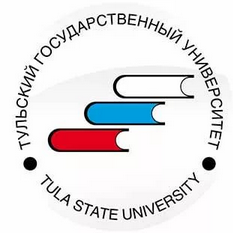 ТУЛЬСКИЙ ГОСУДАРСТВЕННЫЙ УНИВЕРСИТЕТ
TULA STATE UNIVERSITY